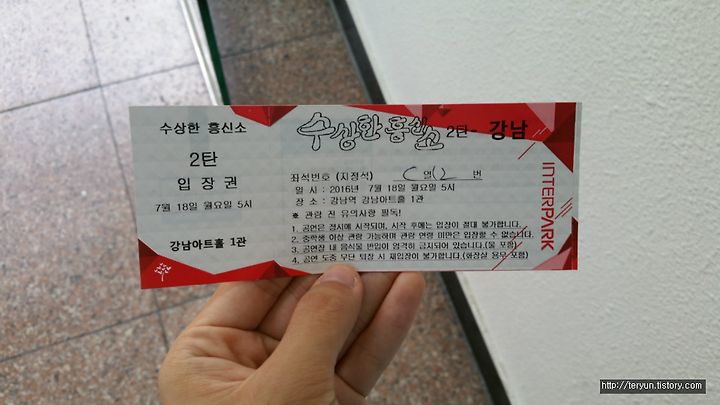 수상한 흥신소
2탄
입 장 권
7월 18일 월요일 5시
강남아트홀 1관
수상한 흥신소 2탄- 강남
좌석번호 (지정석) C 열 12 번
일 시 : 2016년 7월 18일 월요일 5시
장 소 : 강남역 강남아트홀 1관
※ 관람 전 유의사항 필독!
1. 공연은 정시에 시작되며, 시작 후에는 입장이 절대 불가합니다.
2. 중학생 이상 관람 가능하며 관람 연령 미만은 입장할 수 없습니다.
3. 공연장 내 음식물 반입이 엄격히 금지되어 있습니다.(물 포함)
4. 공연 도중 무단 퇴장 시 재입장이 불가합니다.(화장실 용무 포함)
INTERPARK
http://teryun.tistory.com